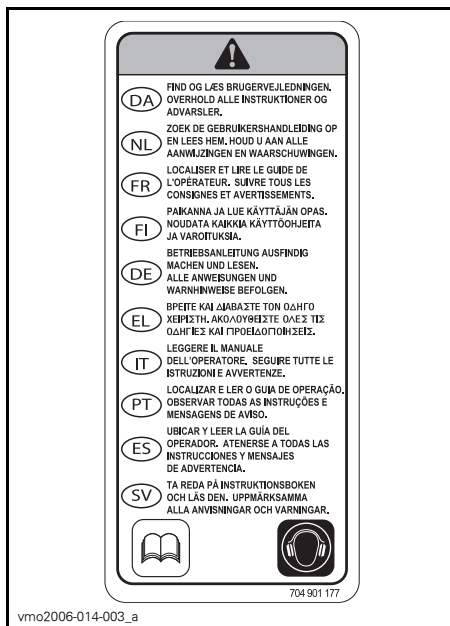 DA
FIND OG LÆS BRUGERVEJLEDNINGEN.
OVERHOLD ALLE INSTRUKTIONER OG
ADVARSLER.
NL
ZOEK DE GEBRUIKERSHANDLEIDING OP
EN LEES HEM. HOUD U AAN ALLE
AANWIJZINGEN EN WAARSCHUWINGEN.
FR
LOCALISER ET LIRE LE GUIDE DE
L'OPÉRATEUR. SUIVRE TOUS LES
CONSIGNES ET AVERTISSEMENTS.
FI
PAIKANNA JA LUE KÄYTTÄJÄN OPAS.
NOUDATA KAIKKIA KÄYTTÖOHJEITA
JA VAROITUKSIA.
DE
BETRIEBSANLEITUNG AUSFINDIG
MACHEN UND LESEN.
ALLE ANWEISUNGEN UND
WARNHINWEISE BEFOLGEN.
EL
ΒΡΕΙΤΕ ΚΑΙ ΔΙΑΒΑΣΤΕ ΤΟΝ ΟΔΗΓΟ
ΧΕΙΡΙΣΤΗ. ΑΚΟΛΟΥΘΕΙΣΤΕ ΟΛΕΣ ΤΙΣ
ΟΔΗΓΙΕΣ ΚΑΙ ΠΡΟΕΙΔΟΠΟΙΗΣΕΙΣ.
IT
LEGGERE IL MANUALE
DELL'OPERATORE. SEGUIRE TUTTE LE
ISTRUZIONI E AVVERTENZE.
PT
LOCALIZAR E LER O GUIA DE OPERAÇÃO.
OBSERVAR TODAS AS INSTRUÇÕES E
MENSAGENS DE AVISO.
ES
UBICAR Y LEER LA GUÍA DEL
OPERADOR. ATENERSE A TODAS LAS
INSTRUCCIONES Y MENSAJES
DE ADVERTENCIA.
SV
TA REDA PÅ INSTRUKTIONSBOKEN
OCH LÄS DEN. UPPMÄRKSAMMA
ALLA ANVISNINGAR OCH VARNINGAR.
704 901 177
vmo2006-014-003_a